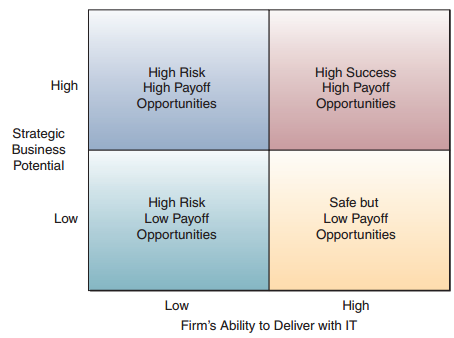 High
Strategic
Business
Potential
Low
High Risk
High Payoff
Opportunities
High Success
High Payoff
Opportunities
High Risk
Low Payoff
Opportunities
Safe but
Low Payoff
Opportunities
Low
High
Firm's Ability to Deliver with IT